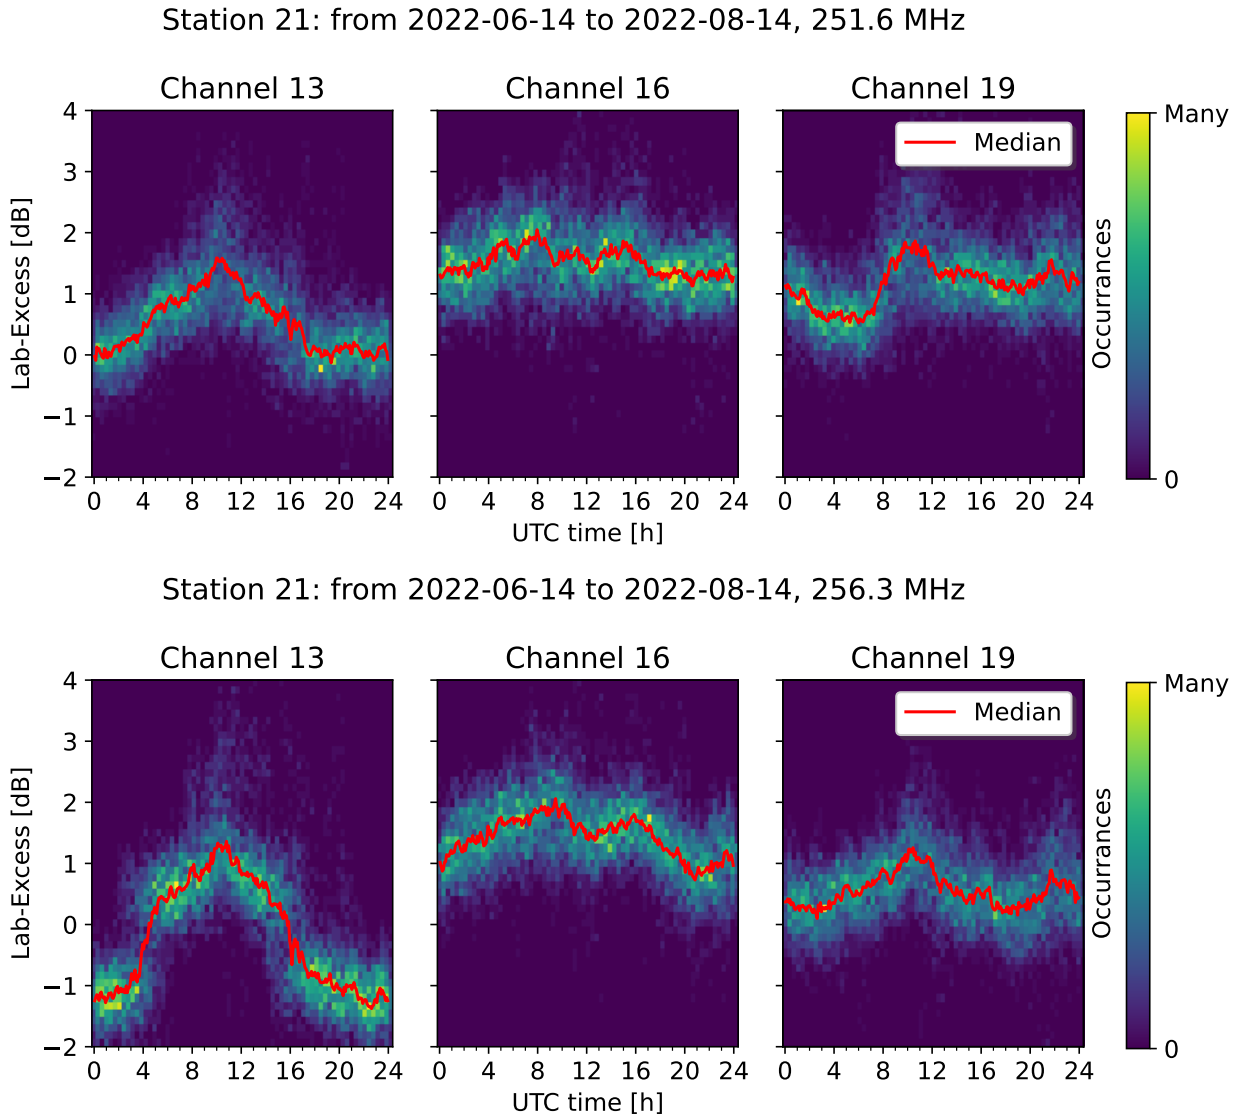 Station 21: from 2022-06-14 to 2022-08-14, 251.6 MHz
Channel 13
Channel 16
Channel 19
Median
Lab-Excess [dB]
4
3
2
1
0
−1
−2
0 4 8 12 16 20 24
0 4 8 12 16 20 24
0 4 8 12 16 20 24
UTC time [h]
Occurrances
Many
0
Station 21: from 2022-06-14 to 2022-08-14, 256.3 MHz
Channel 13
Channel 16
Channel 19
Median
Lab-Excess [dB]
4
3
2
1
0
−1
−2
0 4 8 12 16 20 24
0 4 8 12 16 20 24
0 4 8 12 16 20 24
UTC time [h]
Occurrances
Many
0